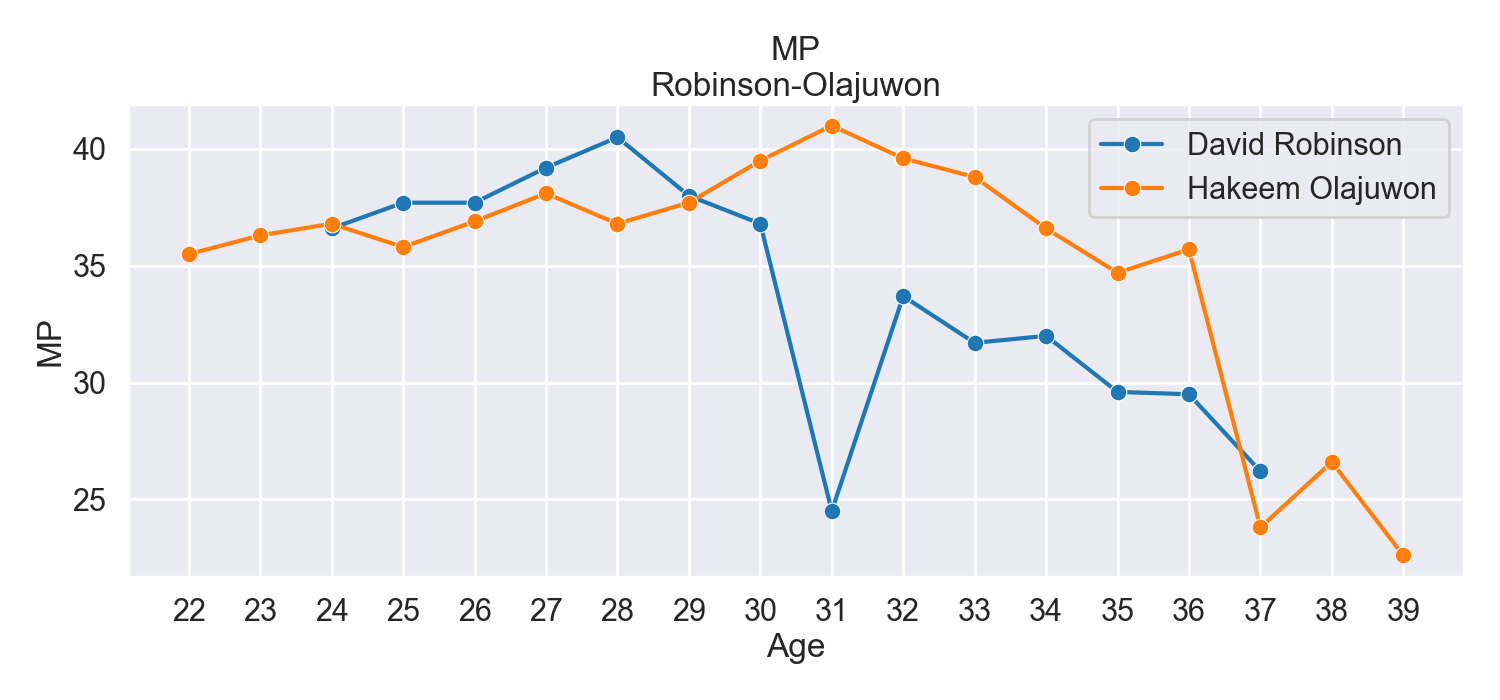 MP
Robinson-Olajuwon
David Robinson
Hakeem Olajuwon
40
35
30
25
MP
22 23 24 25 26 27 28 29 30 31 32 33 34 35 36 37 38 39
Age